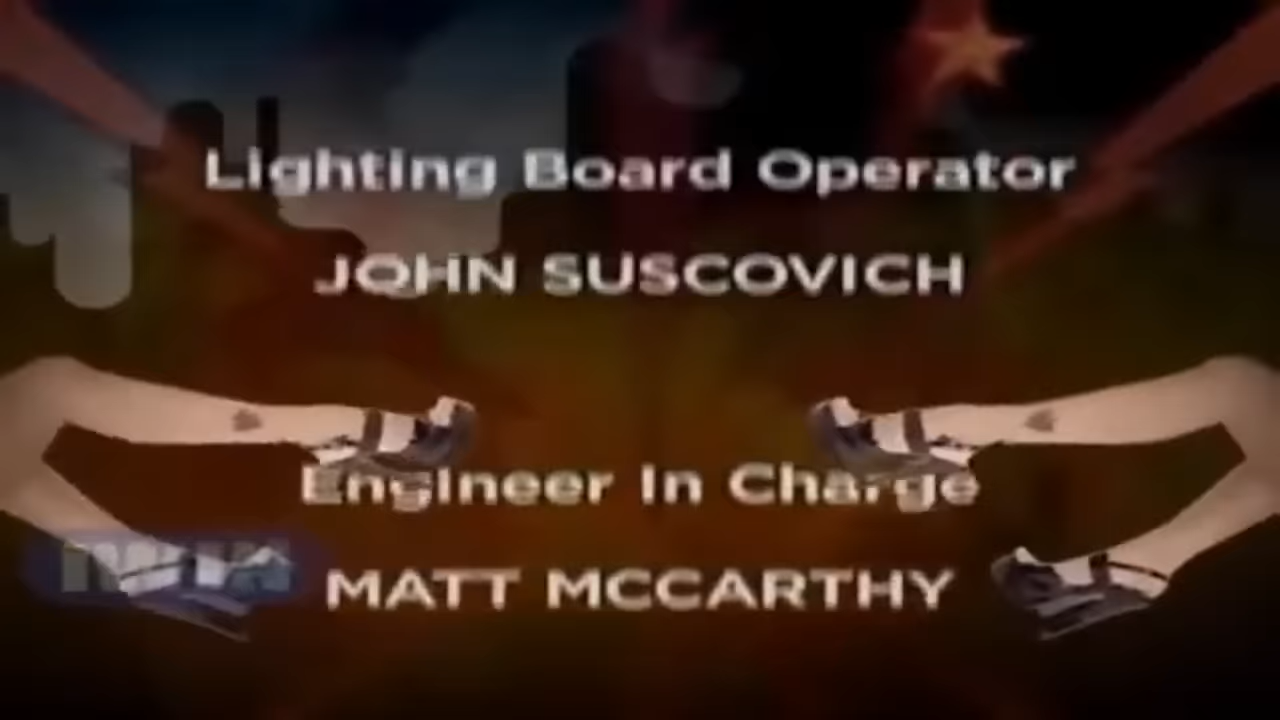 Lighting Board Operator
JOHN SUSCOVICH
Engineer In Charge
MATT MCCARTHY